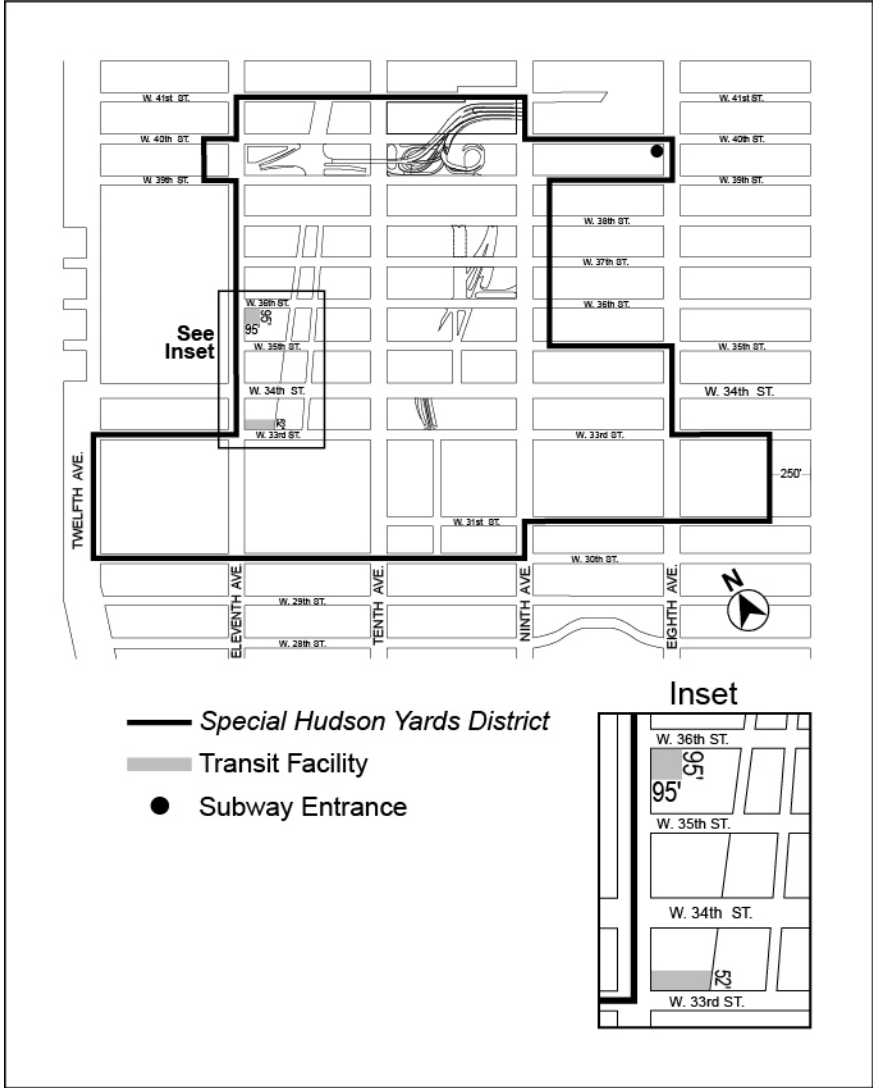 W. 41st ST.
W. 41st ST.
W. 40th ST.
W. 40th ST.
W. 39th ST.
W. 39th ST.
W. 38th ST.
W. 37th ST.
W. 36th ST.
W. 36th ST.
95'
95'
See
Inset
W. 35th ST.
W. 35th ST.
W. 34th ST.
W. 34th ST.
52'
W. 33rd ST.
W. 33rd ST.
250'
TWELFTH AVE.
W. 31st ST.
W. 30th ST.
ELEVENTH AVE.
TENTH AVE.
NINTH AVE.
EIGHTH AVE.
N
W. 29th ST.
W. 28th ST.
Inset
Special Hudson Yards District
Transit Facility
Subway Entrance
W. 36th ST.
95'
95'
W. 35th ST.
W. 34th ST.
52'
W. 33rd ST.